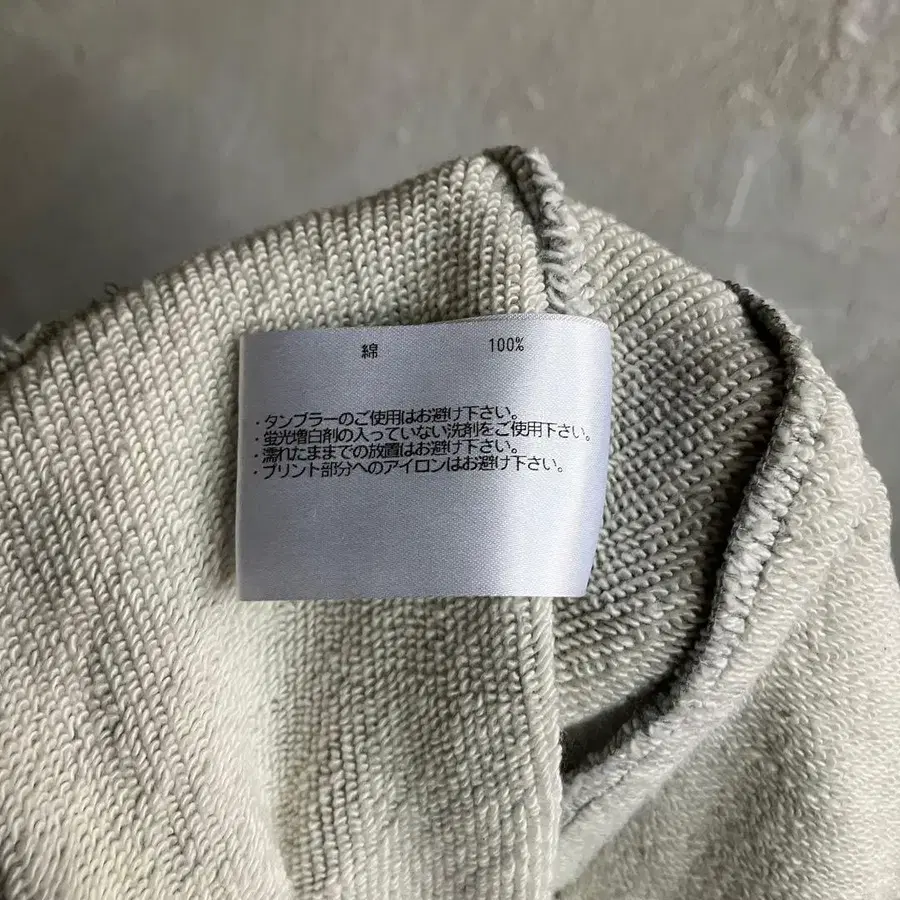 綿 100%
・タンブラーのご使用はお避け下さい。
・蛍光増白剤の入っていない洗剤をご使用下さい。
・濡れたままでの放置はお避け下さい。
・プリント部分へのアイロンはお避け下さい。